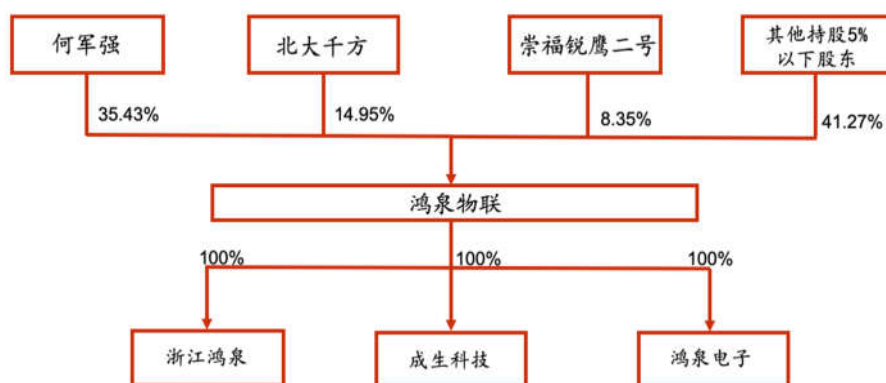 何军强
北大千方
崇福锐鹰二号
其他持股5%
以下股东
35.43%
14.95%
8.35%
41.27%
鸿泉物联
100%
100%
100%
浙江鸿泉
成生科技
鸿泉电子